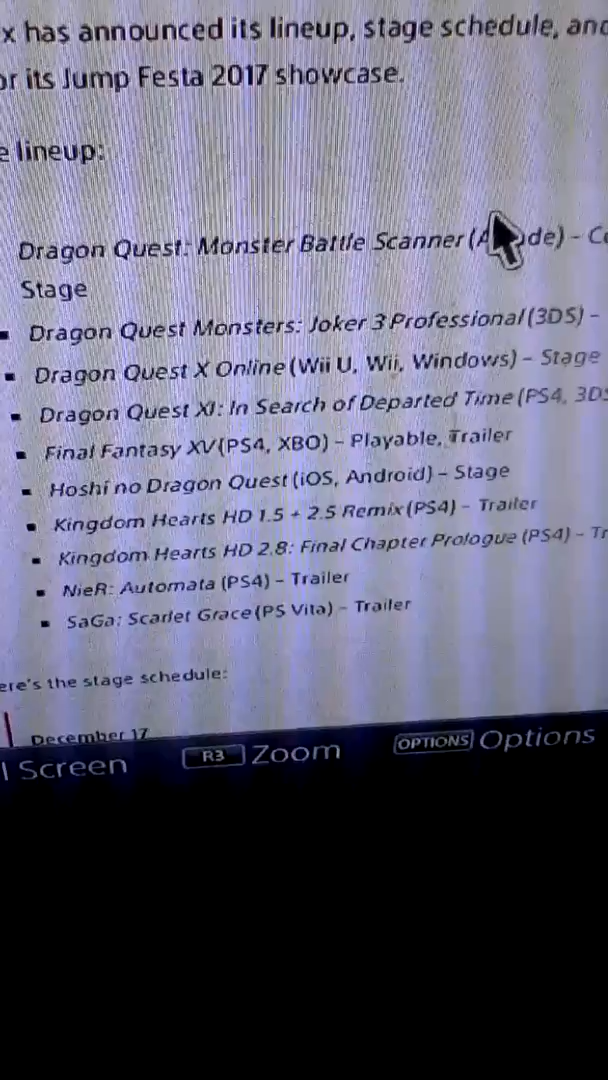 x has announced its lineup, stage schedule, and
or its Jump Festa 2017 showcase.
e lineup:
Dragon Quest: Monster Battle Scanner (A de) – Co
Stage
Dragon Quest Monsters: Joker 3 Professional (3DS) –
Dragon Quest X Online (Wii U, Wii, Windows) – Stage
Dragon Quest XI: In Search of Departed Time (PS4, 3DS
Final Fantasy XV (PS4, XBO) – Playable, Trailer
Hoshi no Dragon Quest (iOS, Android) – Stage
Kingdom Hearts HD 1.5 + 2.5 Remix (PS4) – Trailer
Kingdom Hearts HD 2.8: Final Chapter Prologue (PS4) – Tr
NieR: Automata (PS4) – Trailer
SaGa: Scarlet Grace (PS Vita) – Trailer
ere's the stage schedule:
December 17
l Screen R3 Zoom OPTIONS Options